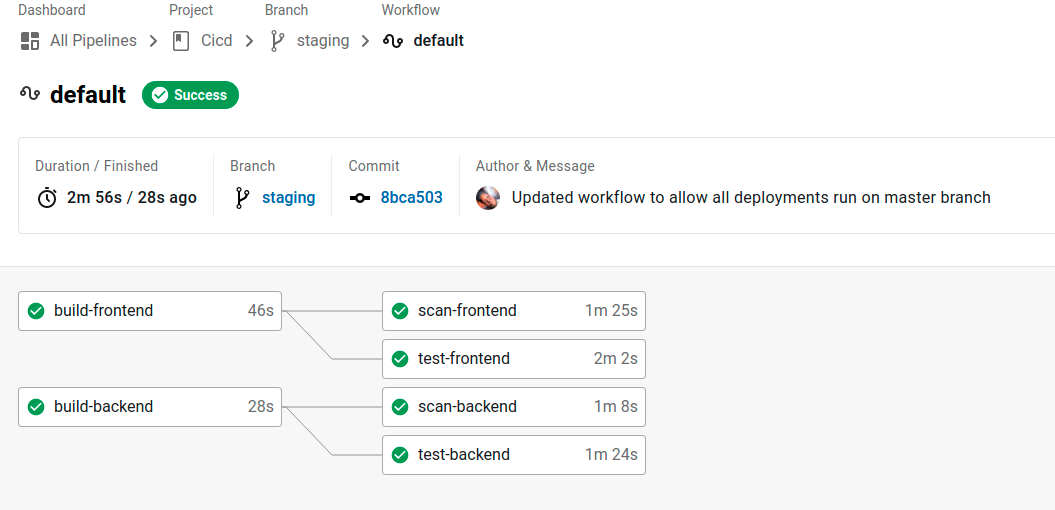 Dashboard Project Branch Workflow
All Pipelines Cicd staging default
default Success
Duration / Finished Branch Commit Author & Message
2m 56s / 28s ago staging 8bca503 Updated workflow to allow all deployments run on master branch
build-frontend 46s scan-frontend 1m 25s
test-frontend 2m 2s
build-backend 28s scan-backend 1m 8s
test-backend 1m 24s